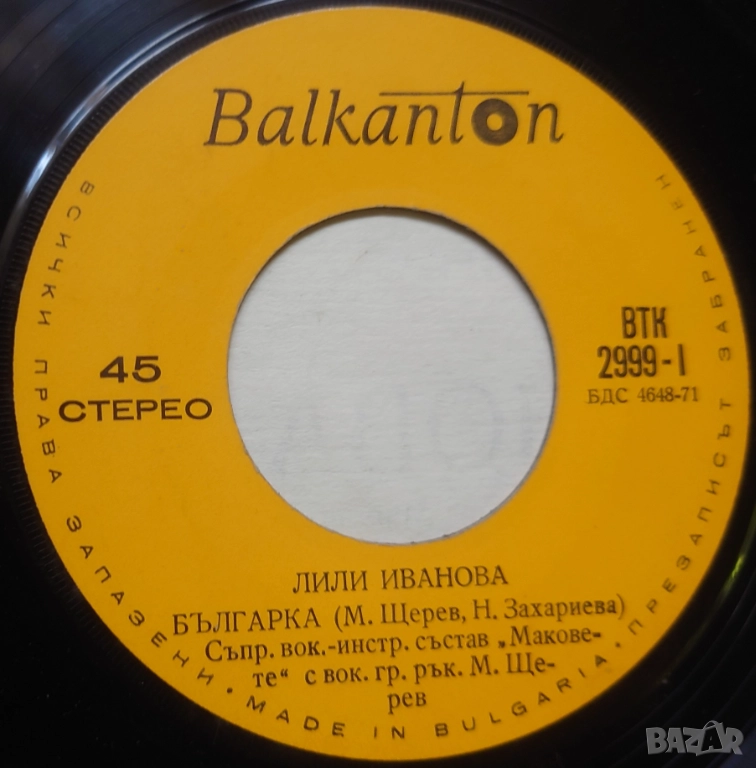 Balkanton
45
СТЕРЕО
ВТК
2999-I
БДС 4648-71
ЛИЛИ ИВАНОВА
БЪЛГАРКА (М. Щерев, Н. Захариева)
Съпр. вок.-инстр. състав „Макове-
те“ с вок. гр. рък. М. Ще-
рев
ВСИЧКИ ПРАВА ЗАПАЗЕНИ • MADE IN BULGARIA • ПРЕЗАПИСЪТ ЗАБРАНЕН
BAZAR